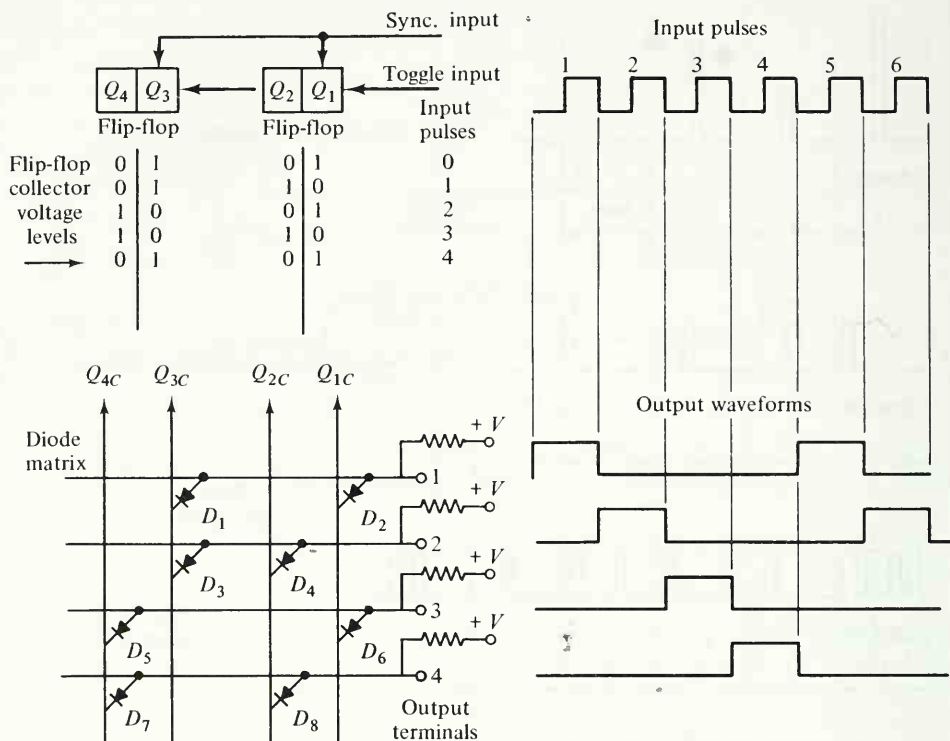 Sync. input
Toggle input
Q4 Q3
Q2 Q1
Flip-flop
Flip-flop
Input
pulses
Flip-flop 0 1 0 1 0
collector 0 1 1 0 1
voltage 1 0 0 1 2
levels 1 0 1 0 3
0 1 0 1 4
Input pulses
1 2 3 4 5 6
Q4C Q3C Q2C Q1C
Diode
matrix
+ V
1
D1 D2
+ V
2
D3 D4
+ V
3
D5 D6
+ V
4
D7 D8
Output
terminals
Output waveforms